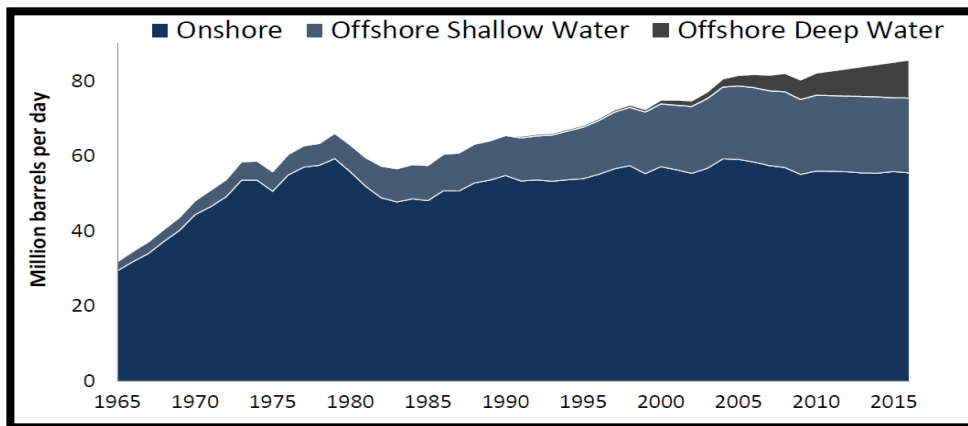 Onshore Offshore Shallow Water Offshore Deep Water
Million barrels per day
80
60
40
20
0
1965 1970 1975 1980 1985 1990 1995 2000 2005 2010 2015